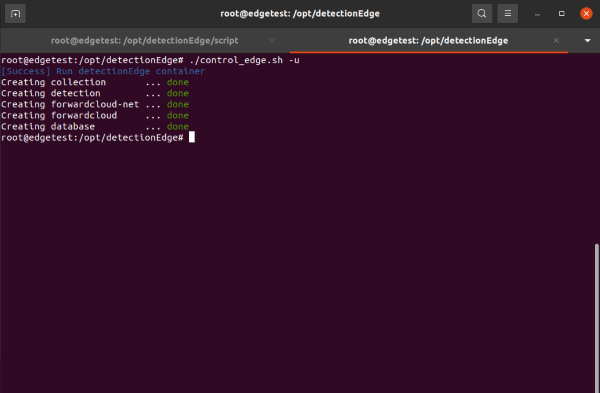 root@edgetest: /opt/detectionEdge
root@edgetest: /opt/detectionEdge/script
root@edgetest: /opt/detectionEdge
root@edgetest:/opt/detectionEdge# ./control_edge.sh -u
[Success] Run detectionEdge container
Creating collection ... done
Creating detection ... done
Creating forwardcloud-net ... done
Creating forwardcloud ... done
Creating database ... done
root@edgetest:/opt/detectionEdge#